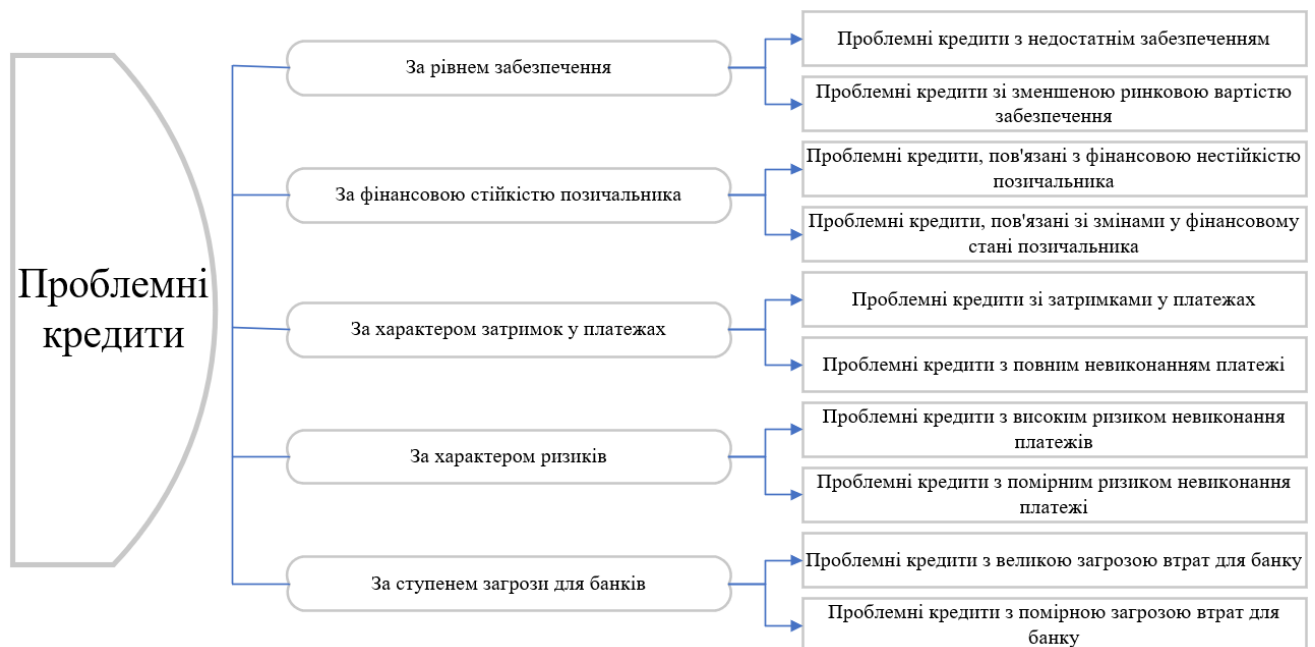 Проблемні
кредити
За рівнем забезпечення
Проблемні кредити з недостатнім забезпеченням
Проблемні кредити зі зменшеною ринковою вартістю
забезпечення
За фінансовою стійкістю позичальника
Проблемні кредити, пов'язані з фінансовою нестійкістю
позичальника
Проблемні кредити, пов'язані зі змінами у фінансовому
стані позичальника
За характером затримок у платежах
Проблемні кредити зі затримками у платежах
Проблемні кредити з повним невиконанням платежі
За характером ризиків
Проблемні кредити з високим ризиком невиконання
платежів
Проблемні кредити з помірним ризиком невиконання
платежі
За ступенем загрози для банків
Проблемні кредити з великою загрозою втрат для банку
Проблемні кредити з помірною загрозою втрат для
банку